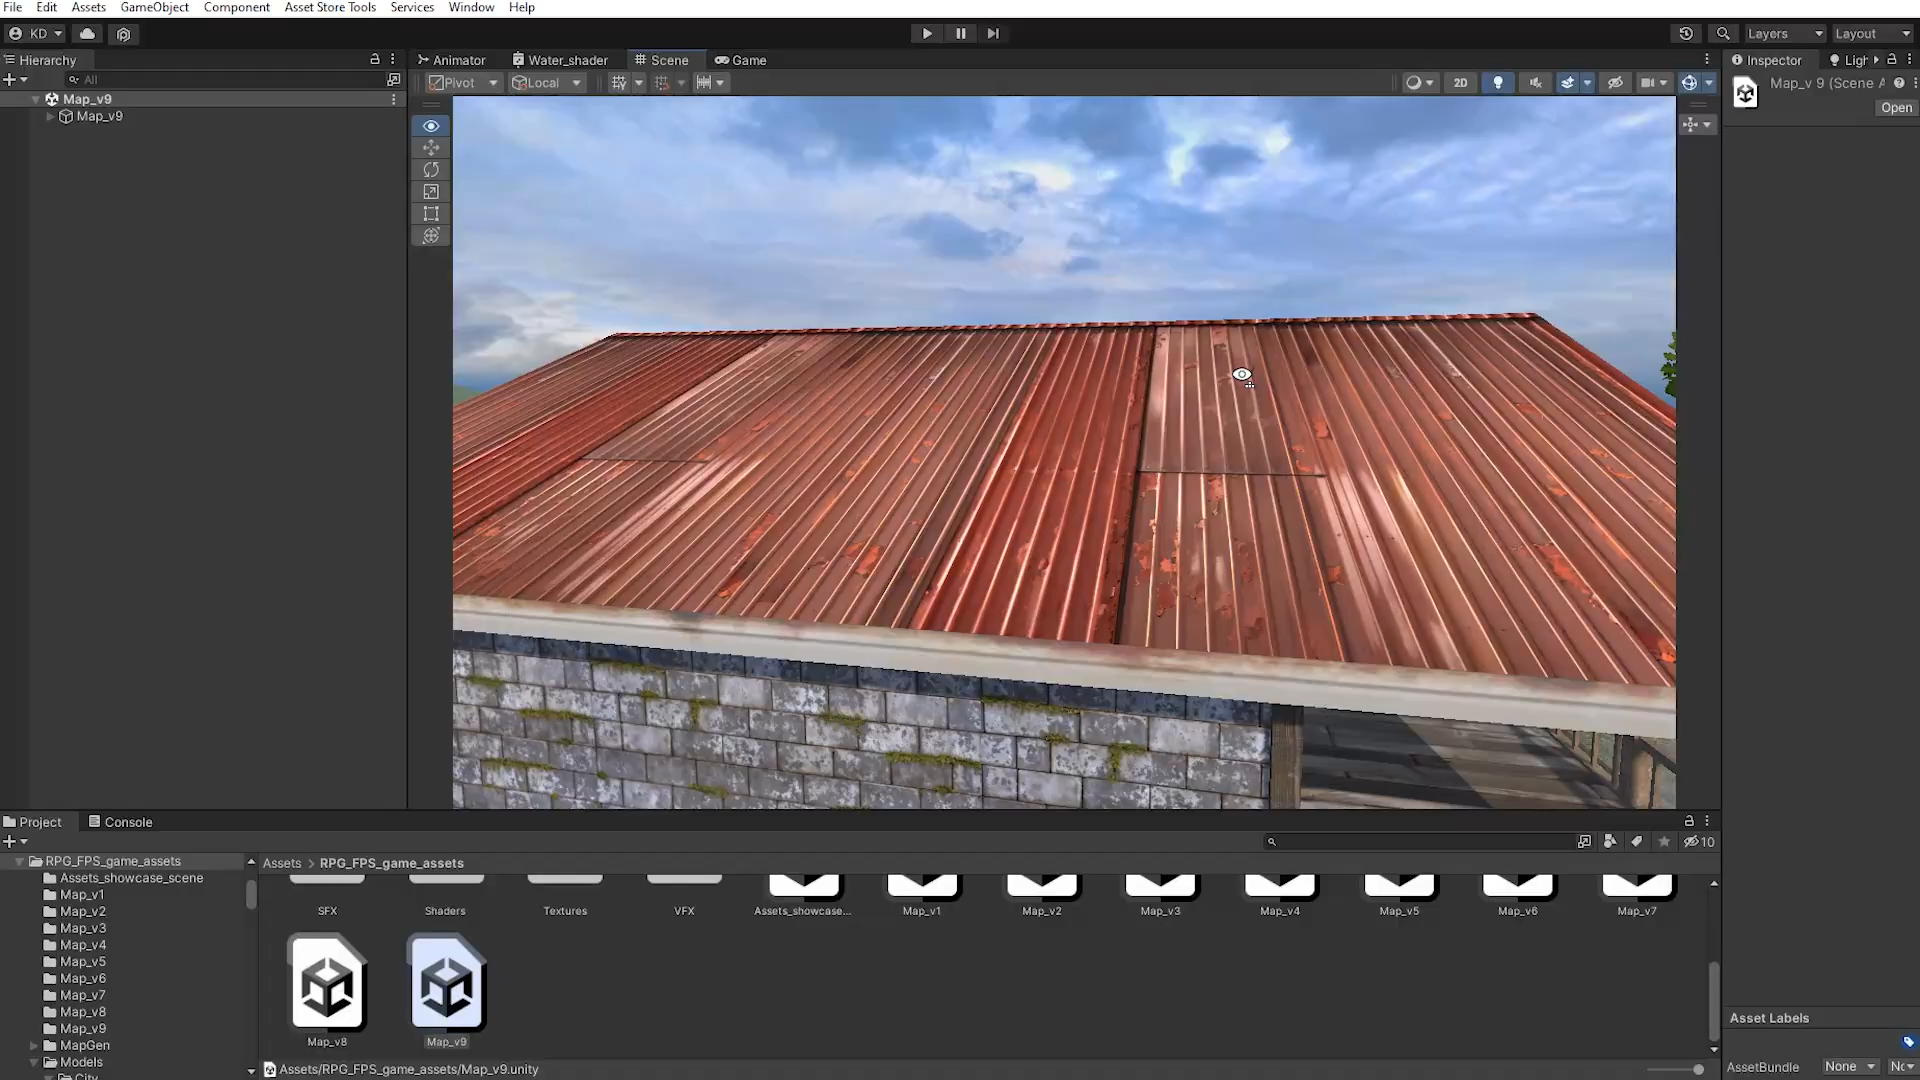 File Edit Assets GameObject Component Asset Store Tools Services Window Help
KD Layers Layout
Hierarchy Animator Water_shader Scene Game Inspector Ligh
All Pivot Local 2D Map_v 9 (Scene A
Open
Map_v9
Map_v9
Project Console
RPG_FPS_game_assets Assets > RPG_FPS_game_assets 10
Assets_showcase_scene
Map_v1
Map_v2
Map_v3
Map_v4
Map_v5
Map_v6
Map_v7
Map_v8
Map_v9
MapGen
Models
City
SFX Shaders Textures VFX Assets_showcase... Map_v1 Map_v2 Map_v3 Map_v4 Map_v5 Map_v6 Map_v7
Map_v8 Map_v9
Assets/RPG_FPS_game_assets/Map_v9.unity
Asset Labels
AssetBundle None Nc